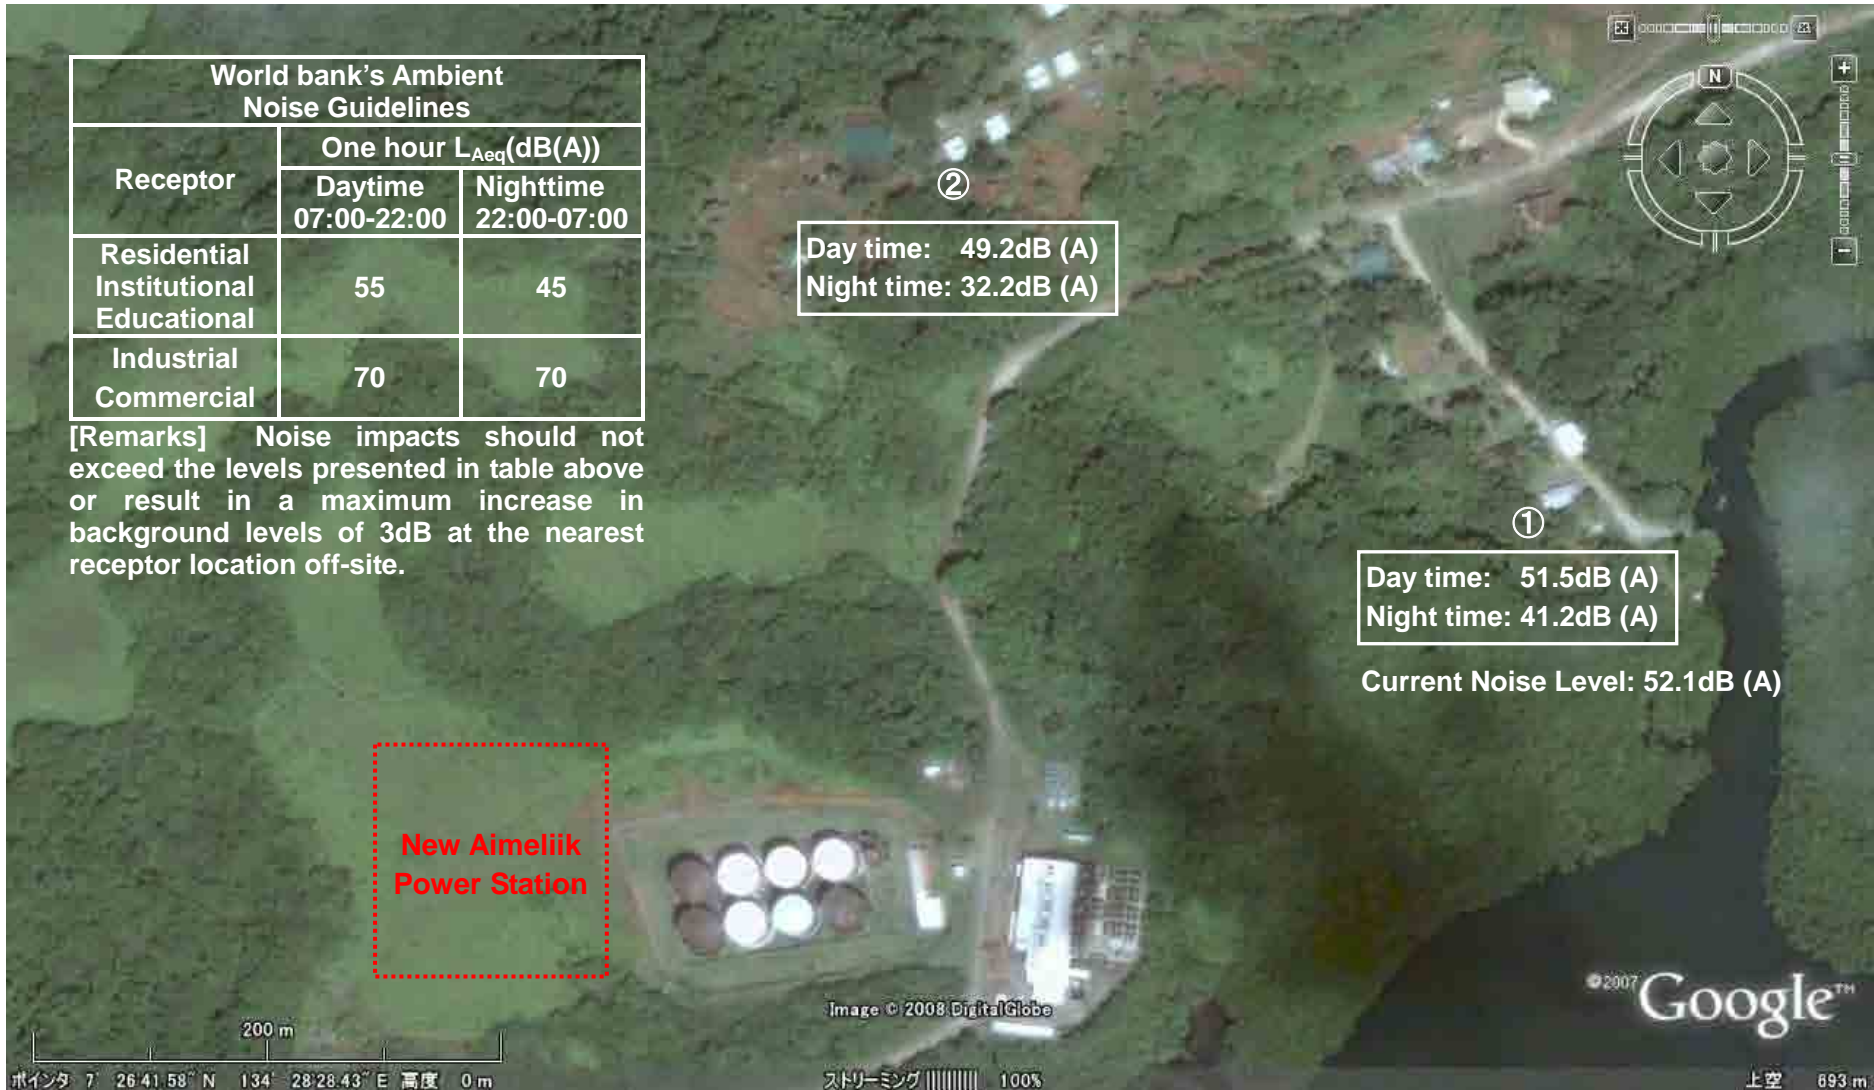 World bank's Ambient
Noise Guidelines
Receptor
One hour LAeq(dB(A))
Daytime
07:00-22:00
Nighttime
22:00-07:00
Residential
Institutional
Educational
55
45
Industrial
Commercial
70
70
[Remarks] Noise impacts should not
exceed the levels presented in table above
or result in a maximum increase in
background levels of 3dB at the nearest
receptor location off-site.
N
②
Day time: 49.2dB (A)
Night time: 32.2dB (A)
①
Day time: 51.5dB (A)
Night time: 41.2dB (A)
Current Noise Level: 52.1dB (A)
New Aimeliik
Power Station
Image © 2008 DigitalGlobe
©2007 Google™
200 m
ポインタ 7° 26'41.58" N 134° 28'28.43" E 高度 0 m
ストリーミング |||||||||| 100%
上空 693 m